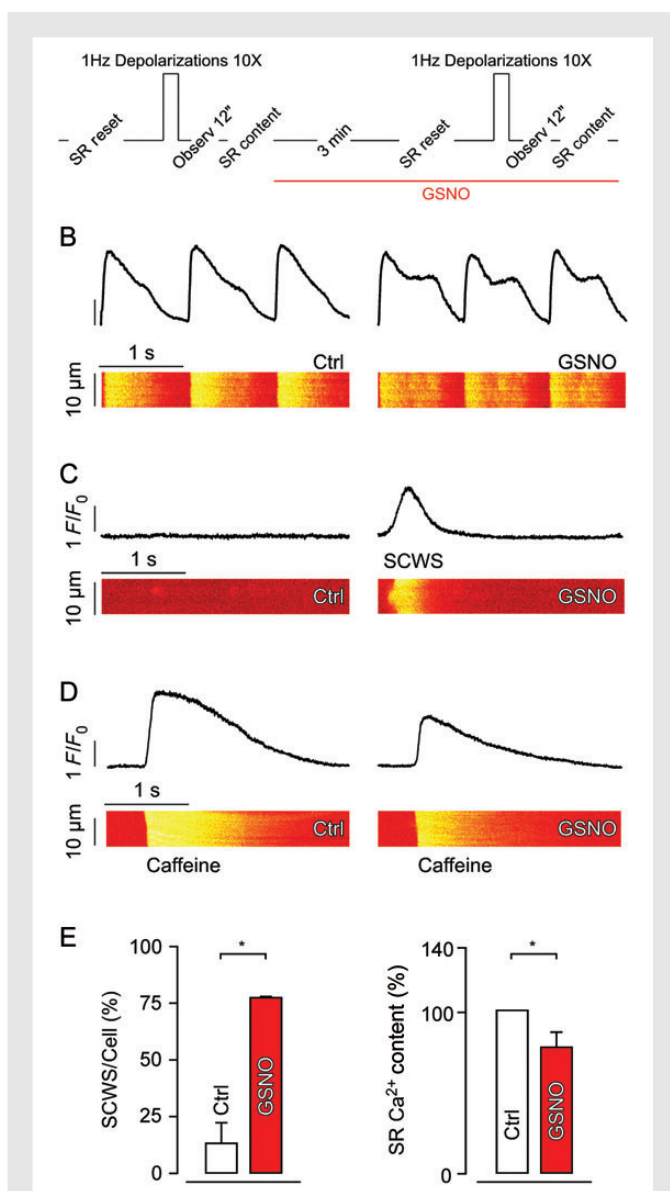 1Hz Depolarizations 10X 1Hz Depolarizations 10X
SR reset Observ 12" SR content 3 min SR reset Observ 12" SR content
GSNO
B
1 s Ctrl GSNO
10 µm
C
1 F/F0
1 s SCWS
10 µm Ctrl GSNO
D
1 F/F0
1 s
10 µm Ctrl GSNO
Caffeine Caffeine
E
SCWS/Cell (%)
100
75
50
25
0
Ctrl
GSNO
*
SR Ca²⁺ content (%)
140
100
0
Ctrl
GSNO
*